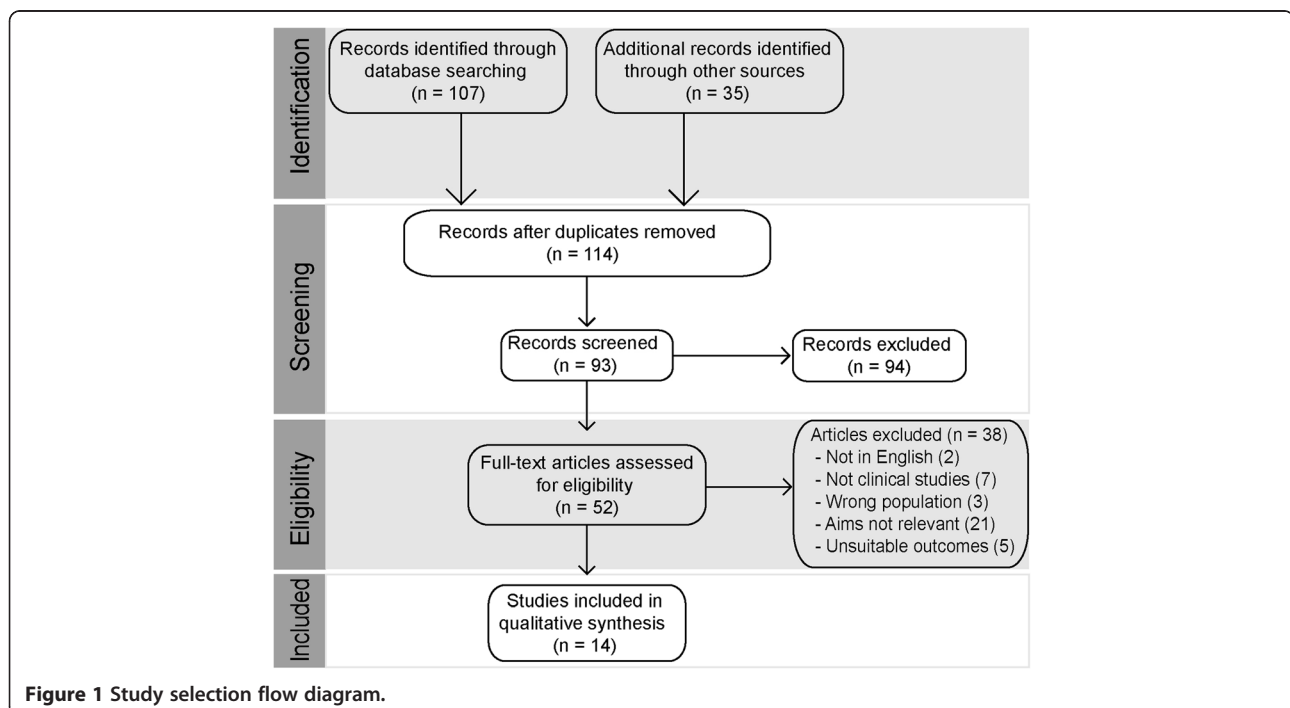 Identification
Records identified through
database searching
(n = 107)
Additional records identified
through other sources
(n = 35)
Screening
Records after duplicates removed
(n = 114)
Records screened
(n = 93)
Records excluded
(n = 94)
Eligibility
Full-text articles assessed
for eligibility
(n = 52)
Articles excluded (n = 38)
- Not in English (2)
- Not clinical studies (7)
- Wrong population (3)
- Aims not relevant (21)
- Unsuitable outcomes (5)
Included
Studies included in
qualitative synthesis
(n = 14)
Figure 1 Study selection flow diagram.